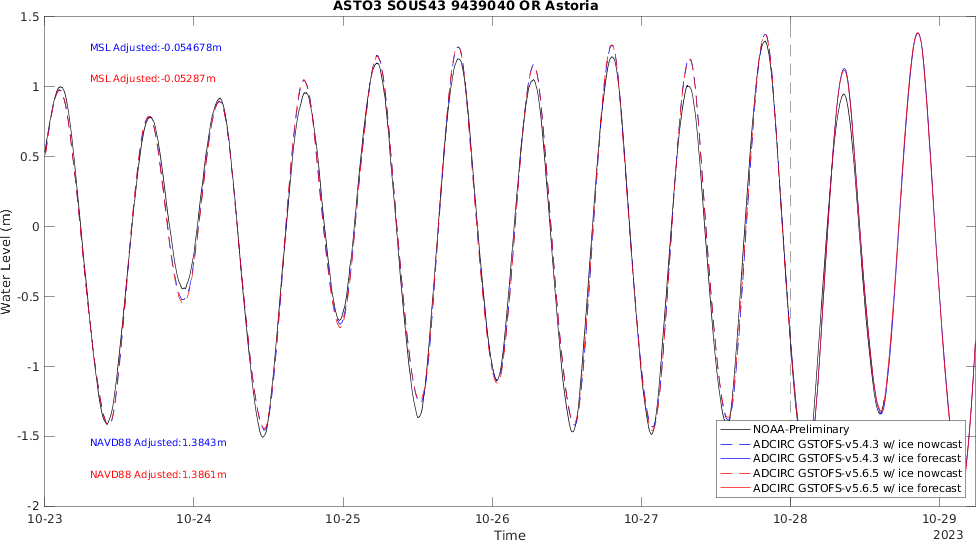 ASTO3 SOUS43 9439040 OR Astoria
1.5
1
0.5
0
-0.5
-1
-1.5
-2
Water Level (m)
MSL Adjusted:-0.054678m
MSL Adjusted:-0.05287m
NAVD88 Adjusted:1.3843m
NAVD88 Adjusted:1.3861m
NOAA-Preliminary
ADCIRC GSTOFS-v5.4.3 w/ ice nowcast
ADCIRC GSTOFS-v5.4.3 w/ ice forecast
ADCIRC GSTOFS-v5.6.5 w/ ice nowcast
ADCIRC GSTOFS-v5.6.5 w/ ice forecast
10-23 10-24 10-25 10-26 10-27 10-28 10-29
Time
2023